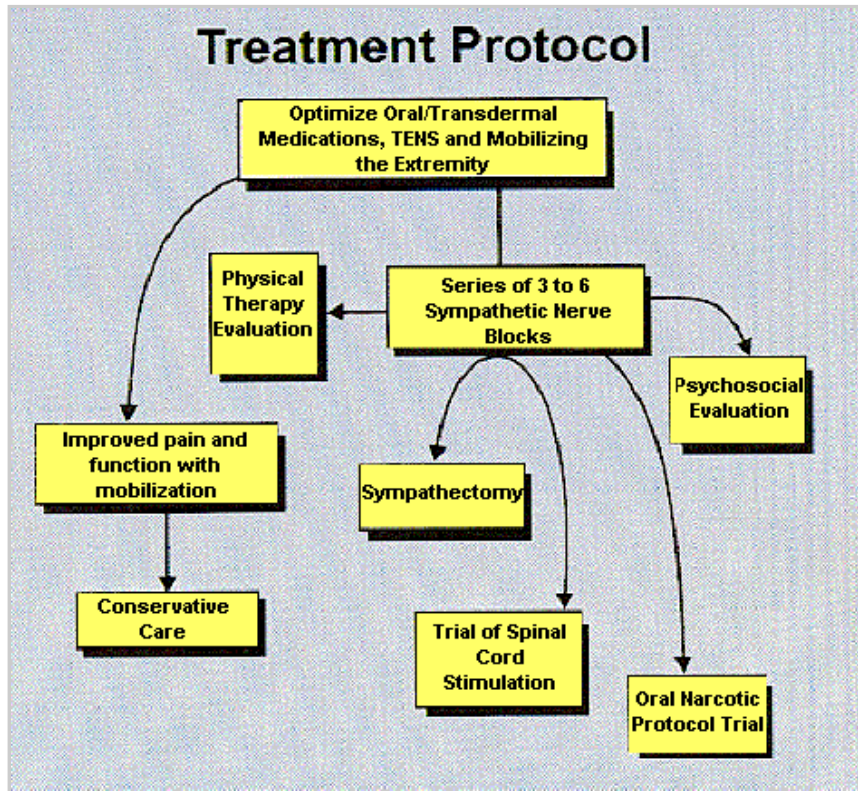 Treatment Protocol
Optimize Oral/Transdermal
Medications, TENS and Mobilizing
the Extremity
Physical
Therapy
Evaluation
Series of 3 to 6
Sympathetic Nerve
Blocks
Psychosocial
Evaluation
Improved pain and
function with
mobilization
Sympathectomy
Conservative
Care
Trial of Spinal
Cord
Stimulation
Oral Narcotic
Protocol Trial